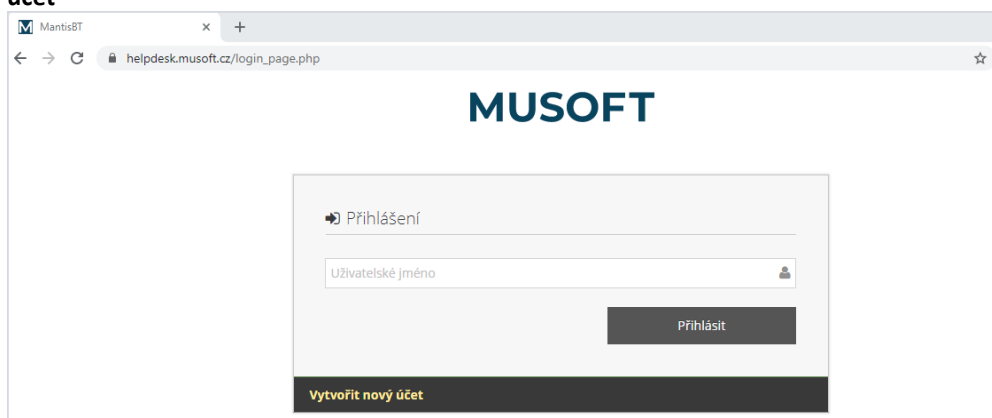 účet
MantisBT
helpdesk.musoft.cz/login_page.php
MUSOFT
Přihlášení
Uživatelské jméno
Přihlásit
Vytvořit nový účet